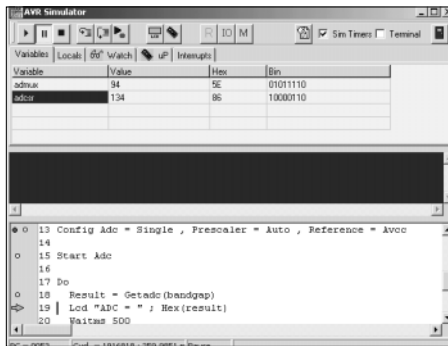 AVR Simulator
R IO M Sim Timers Terminal
Variables Locals Watch uP Interrupts
Variable Value Hex Bin
admux 94 5E 01011110
adcsr 134 86 10000110
13 Config Adc = Single , Prescaler = Auto , Reference = Avcc
14
15 Start Adc
16
17 Do
18 Result = Getadc(bandgap)
19 Lcd "ADC = " ; Hex(result)
20 Waitms 500